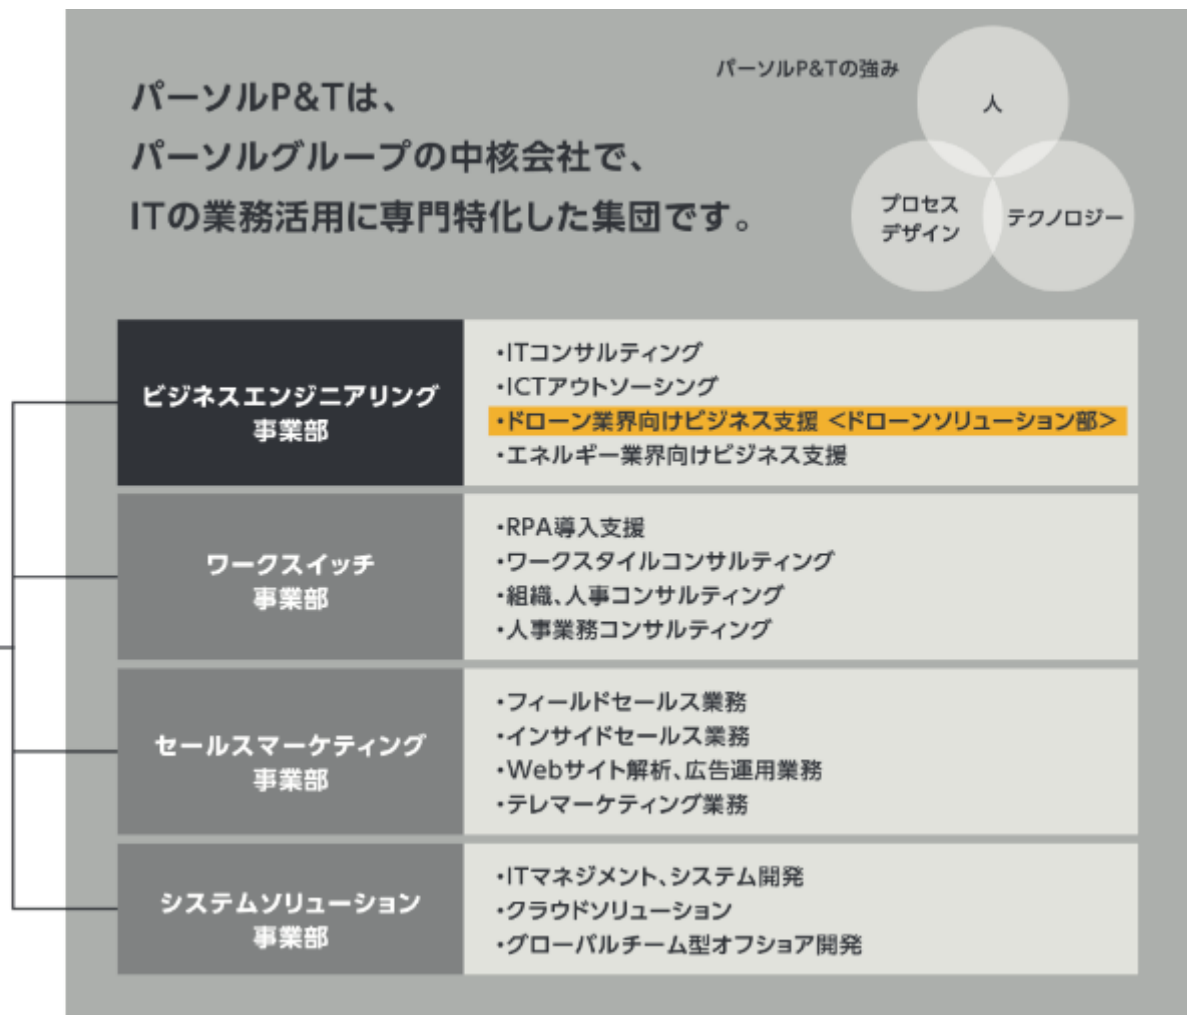 パーソルP&Tは、
パーソルグループの中核会社で、
ITの業務活用に専門特化した集団です。
パーソルP&Tの強み
人
プロセス
デザイン
テクノロジー
ビジネスエンジニアリング
事業部
・ITコンサルティング
・ICTアウトソーシング
・ドローン業界向けビジネス支援 <ドローンソリューション部>
・エネルギー業界向けビジネス支援
ワークスイッチ
事業部
・RPA導入支援
・ワークスタイルコンサルティング
・組織、人事コンサルティング
・人事業務コンサルティング
セールスマーケティング
事業部
・フィールドセールス業務
・インサイドセールス業務
・Webサイト解析、広告運用業務
・テレマーケティング業務
システムソリューション
事業部
・ITマネジメント、システム開発
・クラウドソリューション
・グローバルチーム型オフショア開発